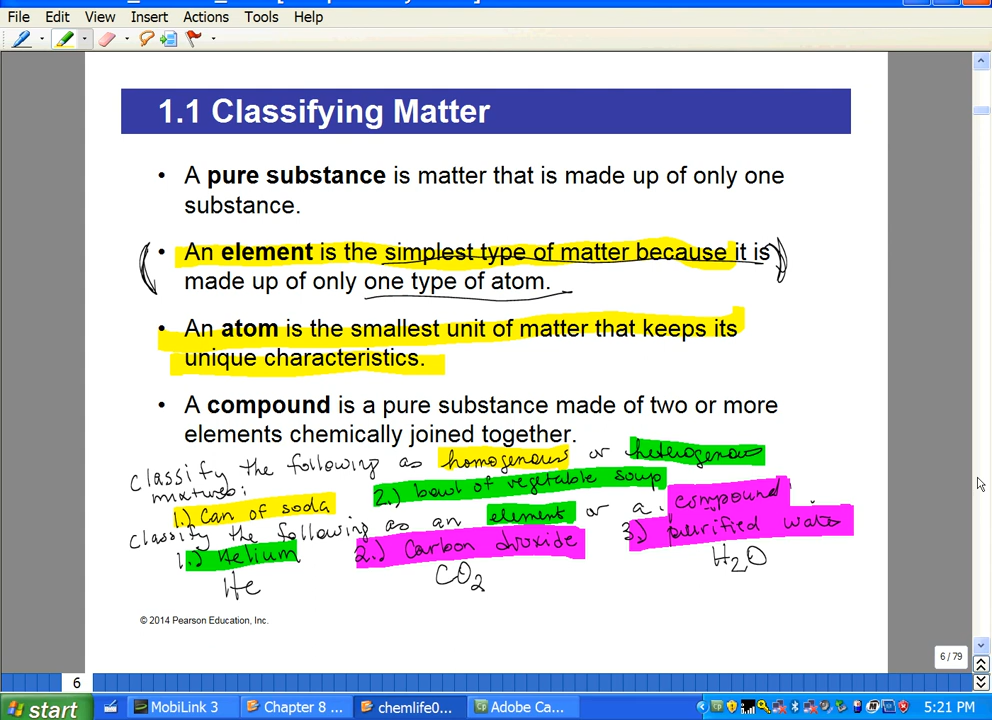 File Edit View Insert Actions Tools Help
1.1 Classifying Matter
• A pure substance is matter that is made up of only one
substance.
• An element is the simplest type of matter because it is
made up of only one type of atom.
• An atom is the smallest unit of matter that keeps its
unique characteristics.
• A compound is a pure substance made of two or more
elements chemically joined together.
Classify the following as homogenous or heterogenous
mixtures:
1.) Can of soda 2.) bowl of vegetable soup
Classify the following as an element or a compound
1.) Helium 2.) Carbon dioxide 3.) purified water
He CO2 H2O
© 2014 Pearson Education, Inc.
6 / 79
6
start MobiLink 3 Chapter 8 ... chemlife0... Adobe Ca... 5:21 PM